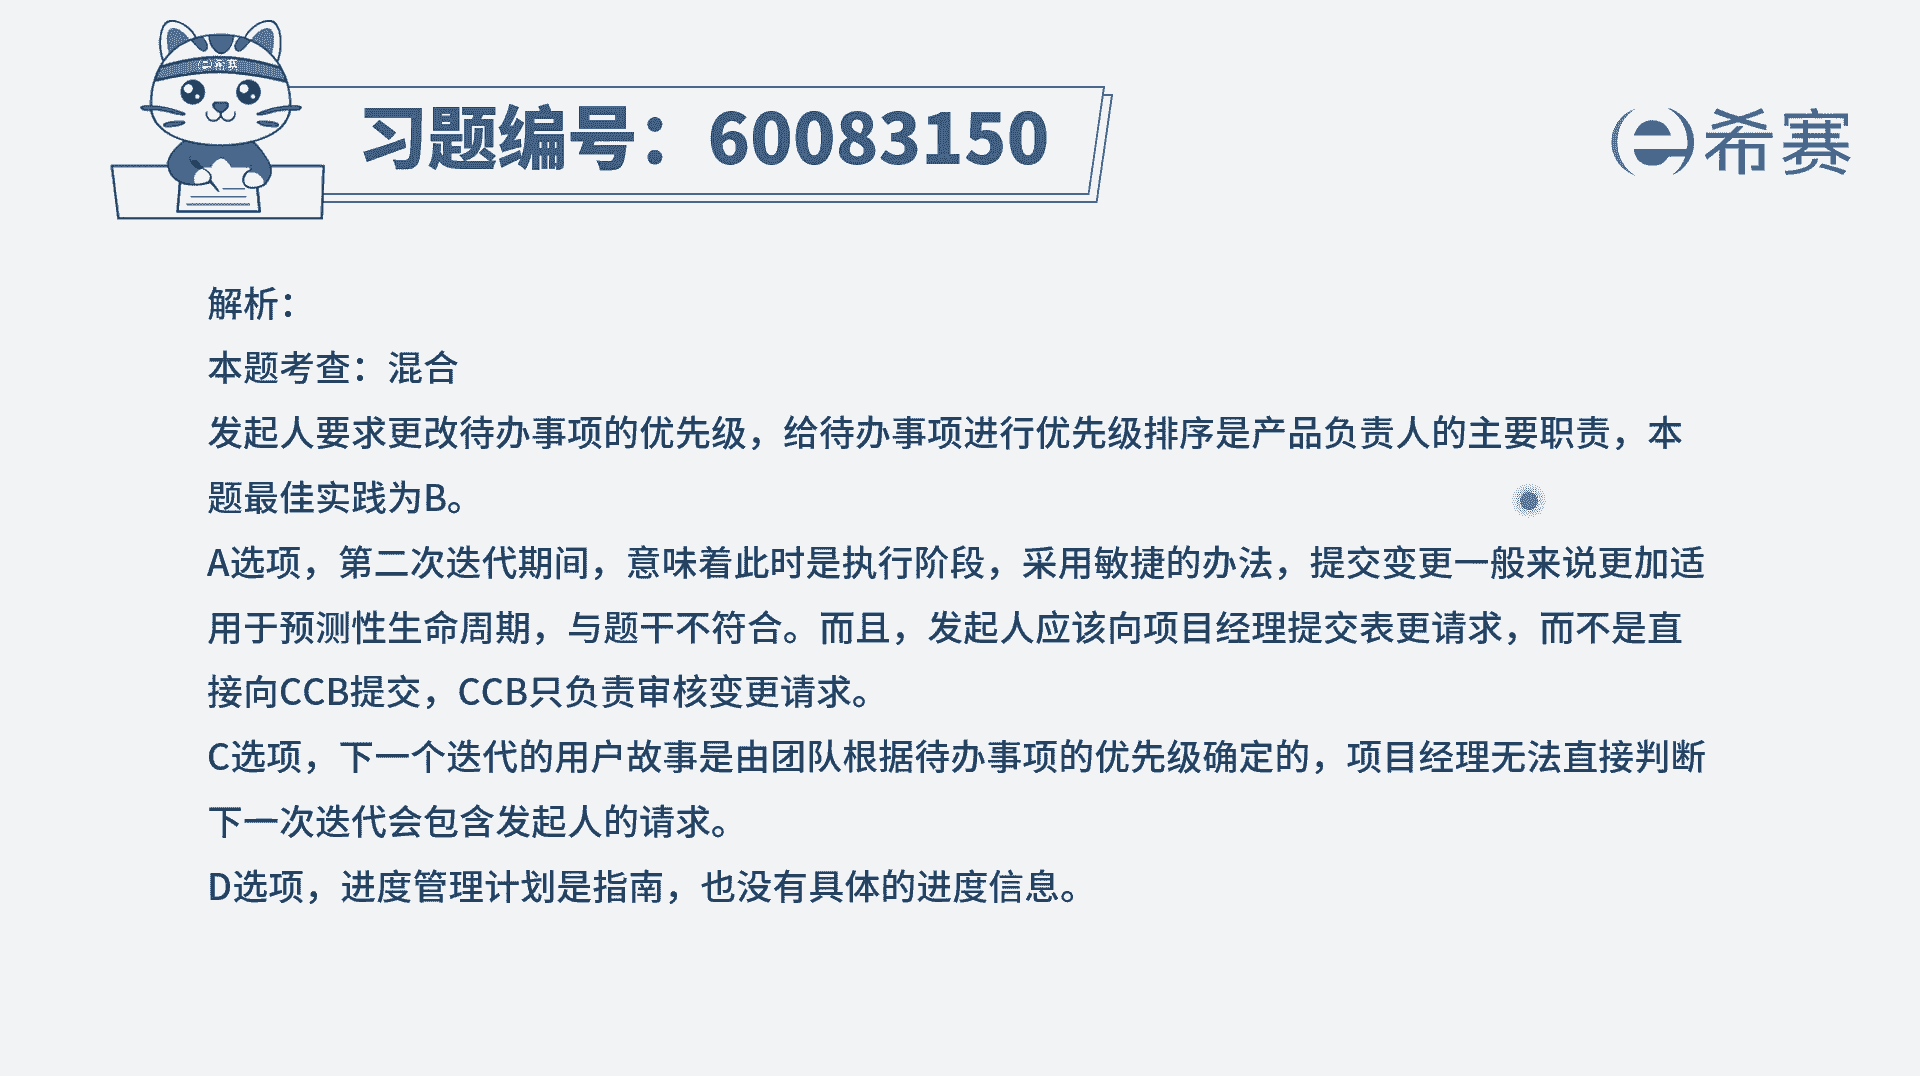 希赛
习题编号：60083150
希赛
解析：
本题考查：混合
发起人要求更改待办事项的优先级，给待办事项进行优先级排序是产品负责人的主要职责，本
题最佳实践为B。
A选项，第二次迭代期间，意味着此时是执行阶段，采用敏捷的办法，提交变更一般来说更加适
用于预测性生命周期，与题干不符合。而且，发起人应该向项目经理提交表更请求，而不是直
接向CCB提交，CCB只负责审核变更请求。
C选项，下一个迭代的用户故事是由团队根据待办事项的优先级确定的，项目经理无法直接判断
下一次迭代会包含发起人的请求。
D选项，进度管理计划是指南，也没有具体的进度信息。